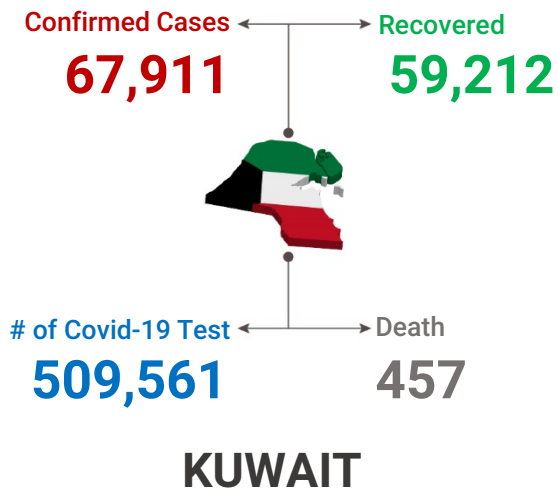 Confirmed Cases
67,911
Recovered
59,212
# of Covid-19 Test
509,561
Death
457
KUWAIT